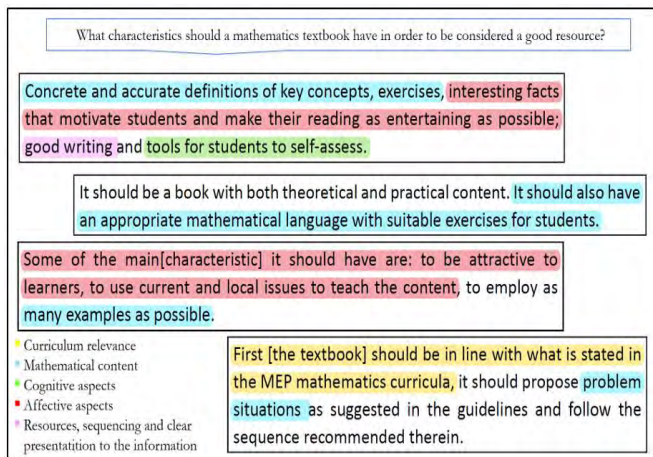 What characteristics should a mathematics textbook have in order to be considered a good resource?
Concrete and accurate definitions of key concepts, exercises, interesting facts
that motivate students and make their reading as entertaining as possible;
good writing and tools for students to self-assess.
It should be a book with both theoretical and practical content. It should also have
an appropriate mathematical language with suitable exercises for students.
Some of the main[characteristic] it should have are: to be attractive to
learners, to use current and local issues to teach the content, to employ as
many examples as possible.
First [the textbook] should be in line with what is stated in
the MEP mathematics curricula, it should propose problem
situations as suggested in the guidelines and follow the
sequence recommended therein.
Curriculum relevance
Mathematical content
Cognitive aspects
Affective aspects
Resources, sequencing and clear
presentatition to the information